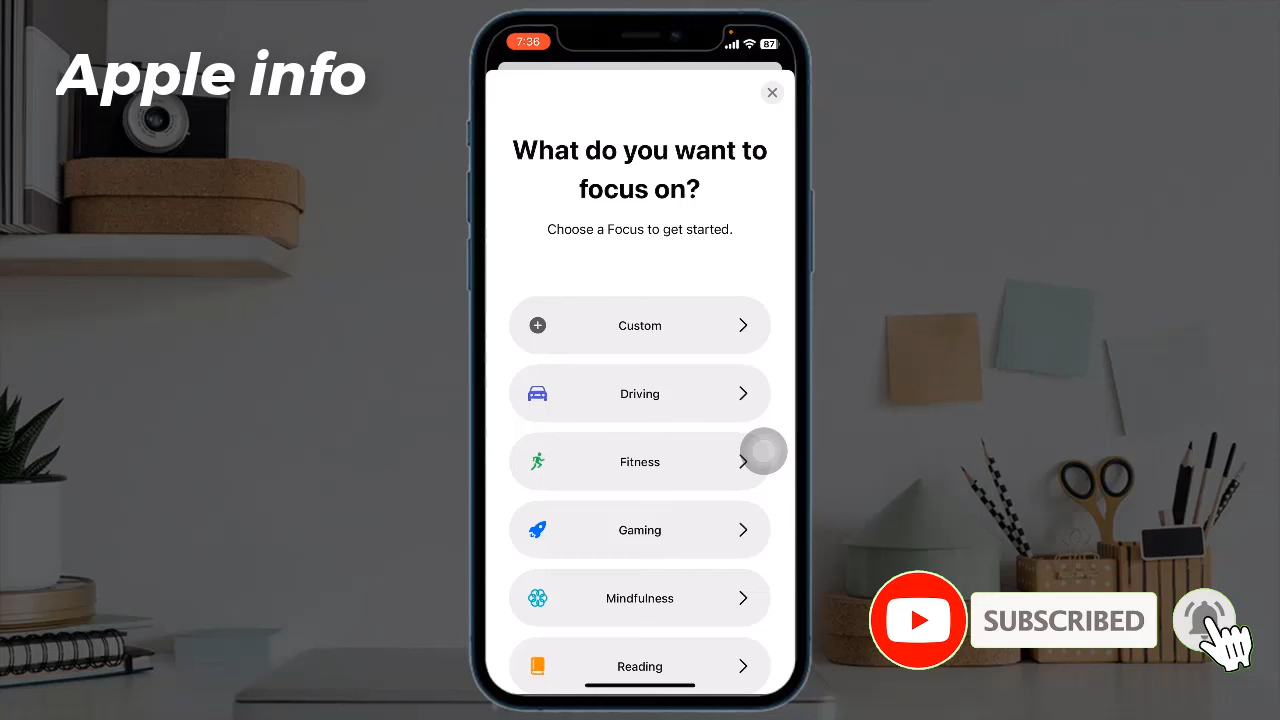 Apple info
7:36
87
What do you want to
focus on?
Choose a Focus to get started.
Custom
Driving
Fitness
Gaming
Mindfulness
Reading
SUBSCRIBED